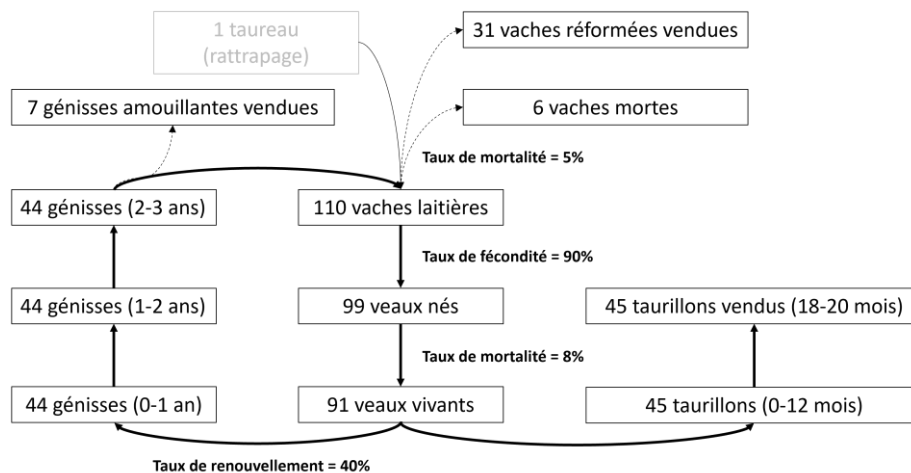 1 taureau
(rattrapage)
31 vaches réformées vendues
7 génisses amouillantes vendues
6 vaches mortes
Taux de mortalité = 5%
44 génisses (2-3 ans)
110 vaches laitières
Taux de fécondité = 90%
44 génisses (1-2 ans)
99 veaux nés
45 taurillons vendus (18-20 mois)
Taux de mortalité = 8%
44 génisses (0-1 an)
91 veaux vivants
45 taurillons (0-12 mois)
Taux de renouvellement = 40%